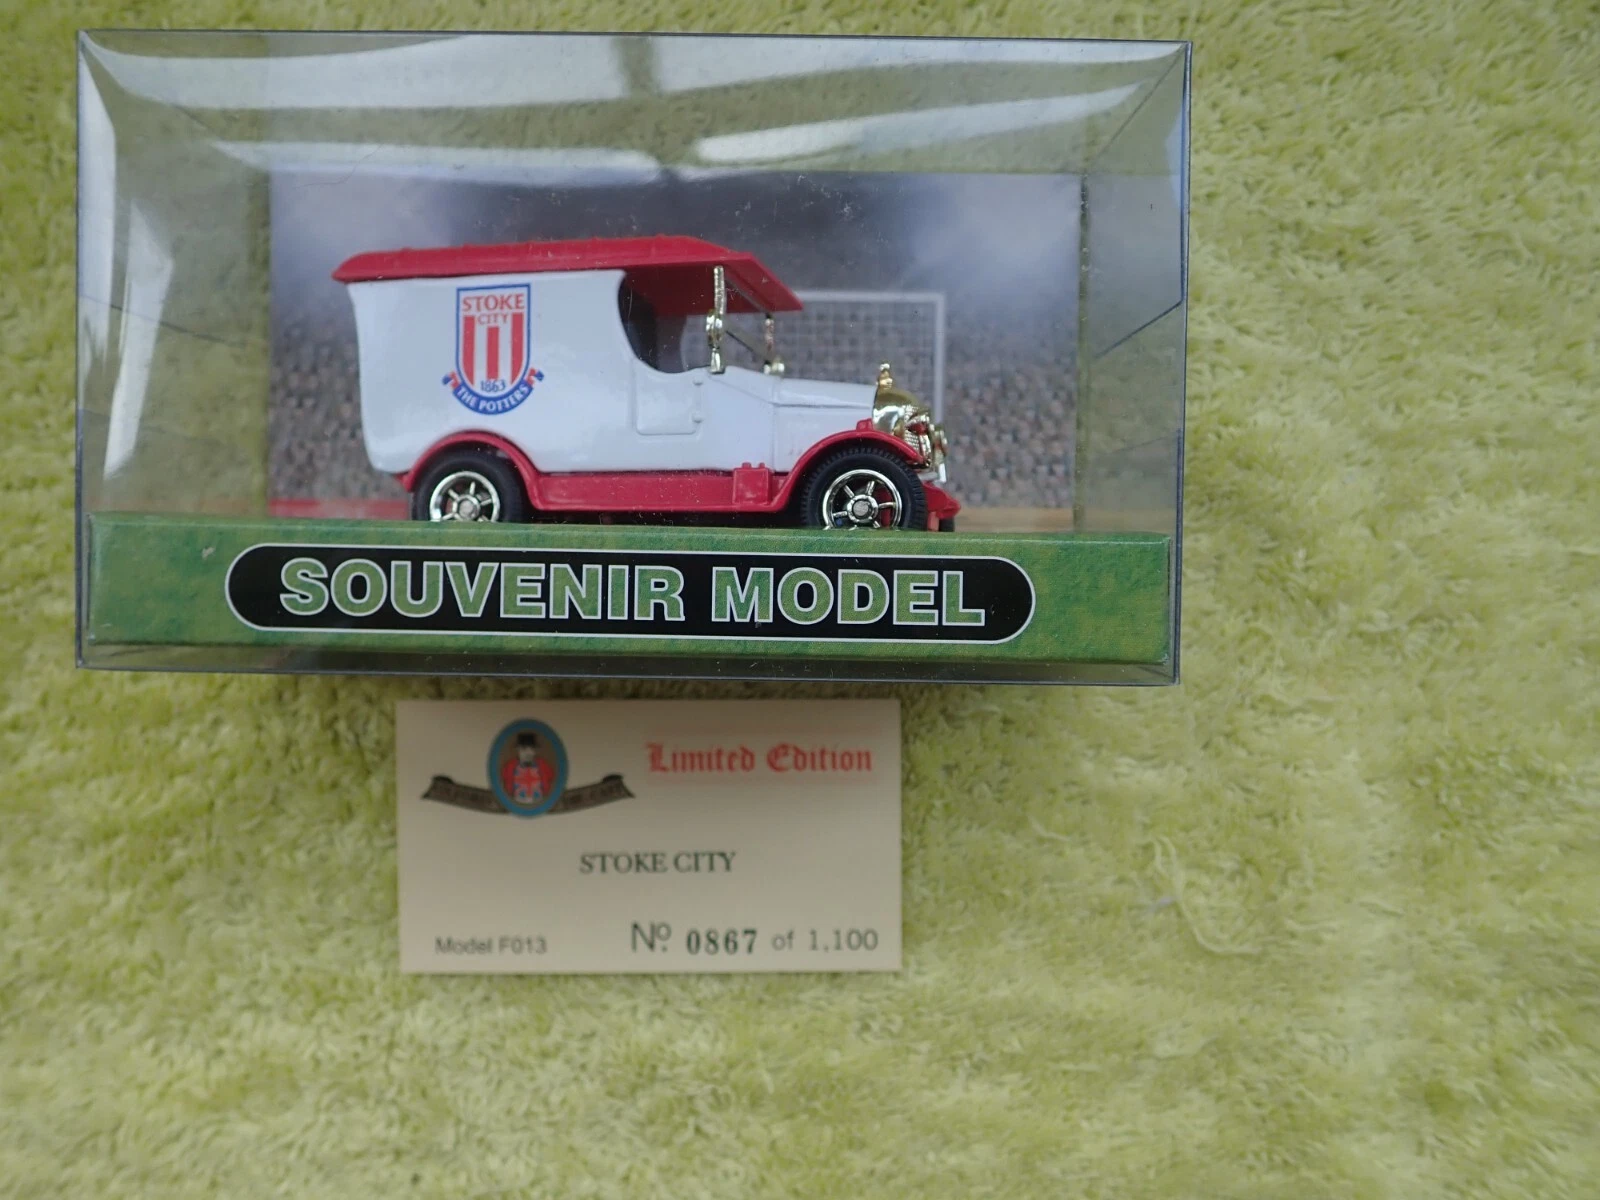 STOKE
CITY
1863
THE POTTERS
SOUVENIR MODEL
Limited Edition
STOKE CITY
Model F013
Nº 0867 of 1,100